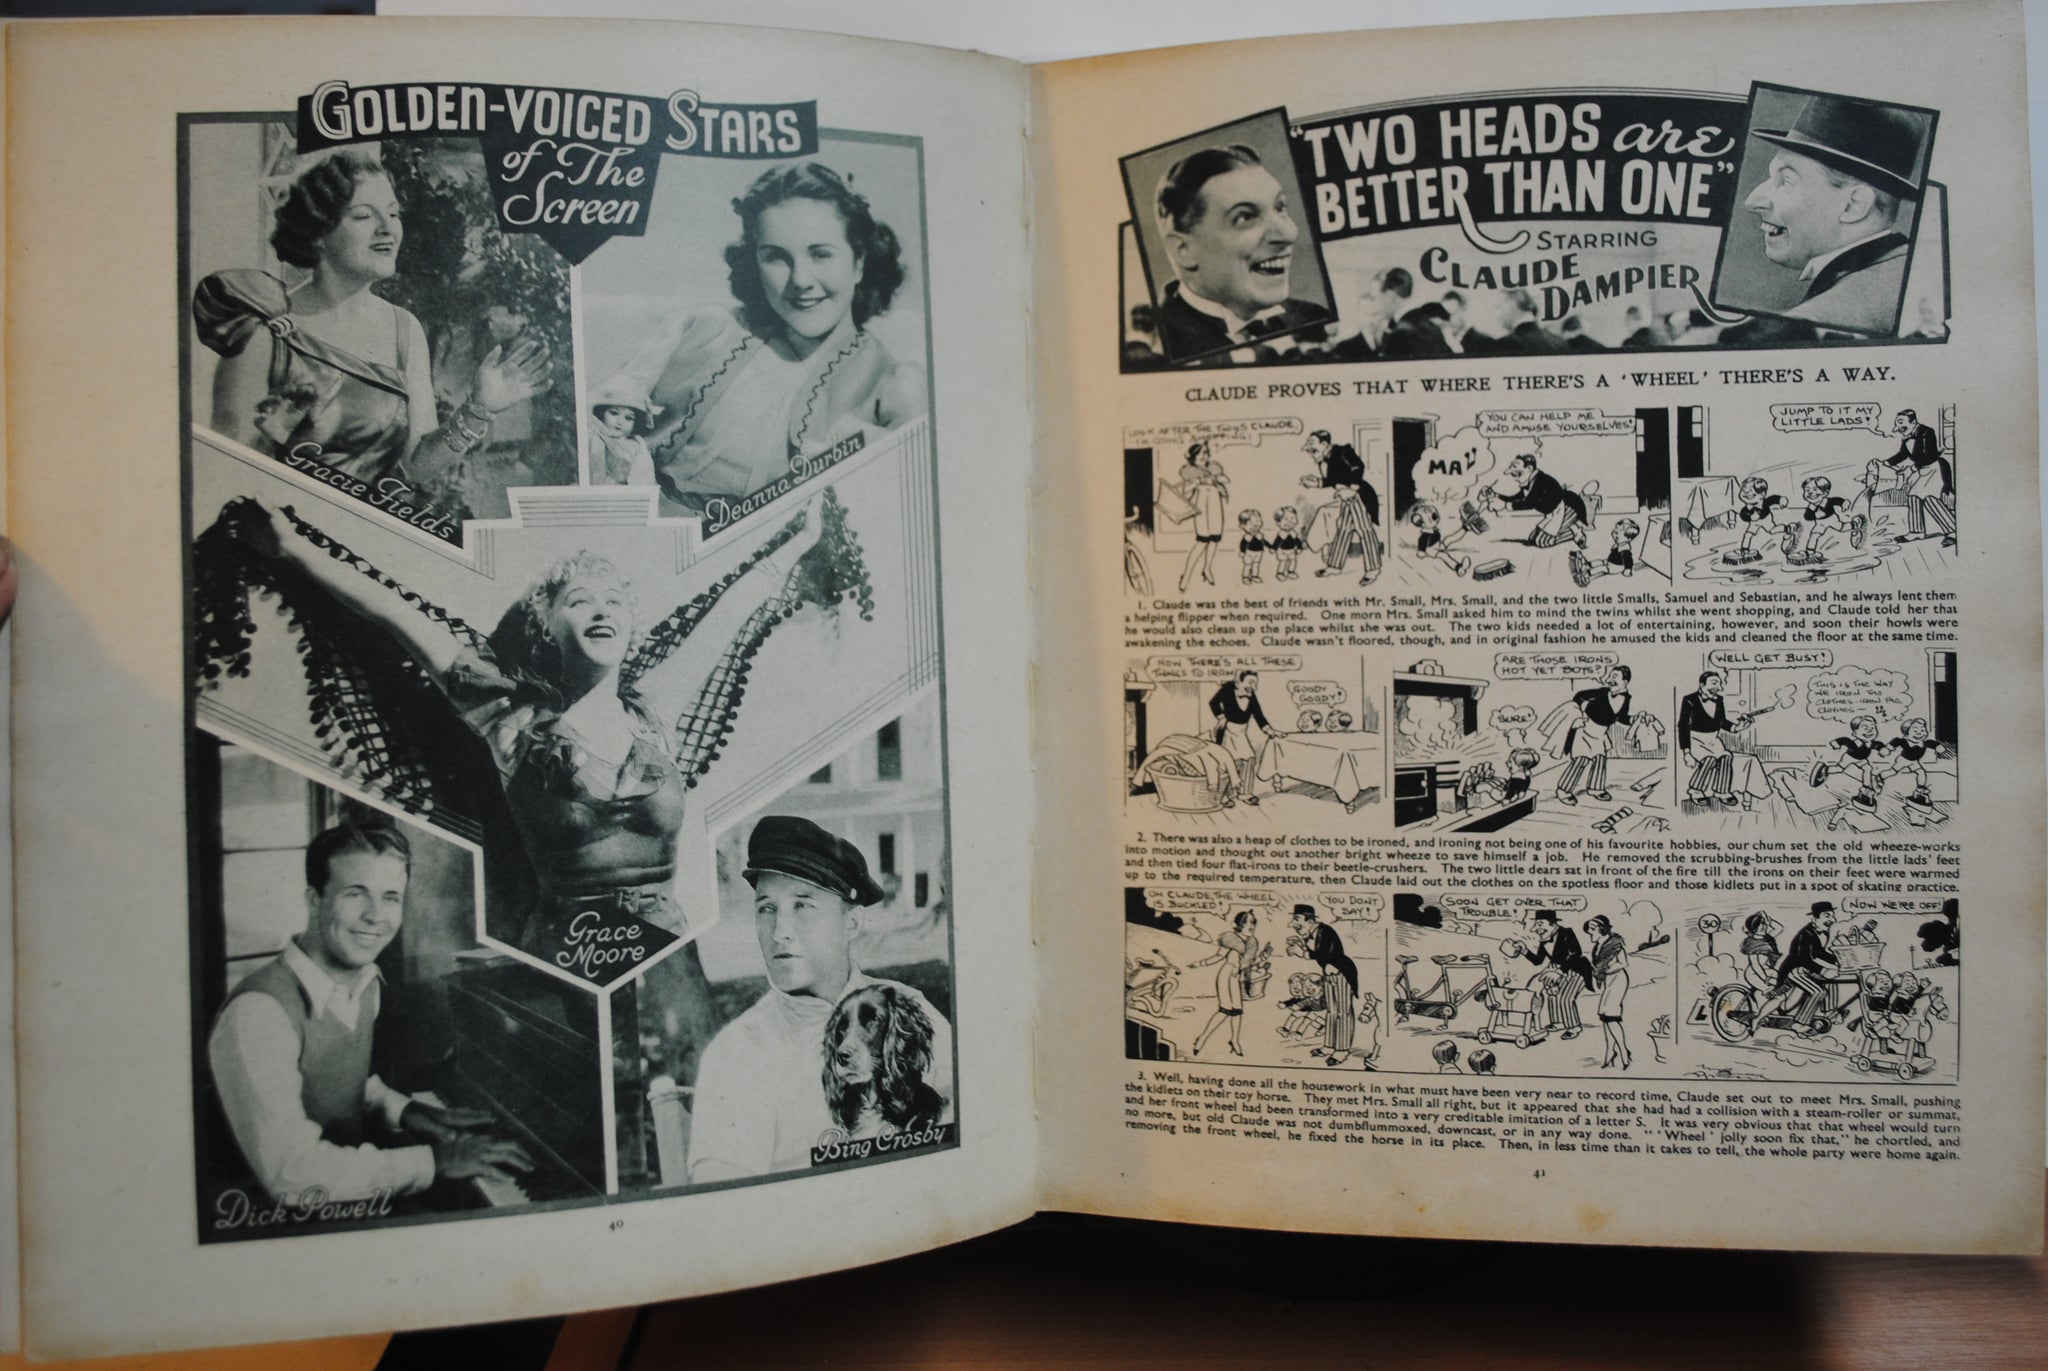 GOLDEN-VOICED STARS
of The
Screen
Gracie Fields
Deanna Durbin
Grace
Moore
Dick Powell
Bing Crosby
40
"TWO HEADS are
BETTER THAN ONE"
STARRING
CLAUDE
DAMPIER
CLAUDE PROVES THAT WHERE THERE'S A 'WHEEL' THERE'S A WAY.
LOOK AFTER THE TWINS CLAUDE,
I'M GOING SHOPPING!
MA!
YOU CAN HELP ME
AND AMUSE YOURSELVES!
JUMP TO IT MY
LITTLE LADS!
1. Claude was the best of friends with Mr. Small, Mrs. Small, and the two little Smalls, Samuel and Sebastian, and he always lent them
a helping flipper when required. One morn Mrs. Small asked him to mind the twins whilst she went shopping, and Claude told her that
he would also clean up the place whilst she was out. The two kids needed a lot of entertaining, however, and soon their howls were
awakening the echoes. Claude wasn't floored, though, and in original fashion he amused the kids and cleaned the floor at the same time.
NOW THERE'S ALL THESE
THINGS TO IRON
GOODY
GOODY!
ARE THOSE IRONS
HOT YET BOYS?
SURE!
WELL GET BUSY!
THIS IS THE WAY
WE IRON THE
CLOTHES-IRON THE
CLOTHES —
2. There was also a heap of clothes to be ironed, and ironing not being one of his favourite hobbies, our chum set the old wheeze-works
into motion and thought out another bright wheeze to save himself a job. He removed the scrubbing-brushes from the little lads' feet
and then tied four flat-irons to their beetle-crushers. The two little dears sat in front of the fire till the irons on their feet were warmed
up to the required temperature, then Claude laid out the clothes on the spotless floor and those kidlets put in a spot of skating practice.
OH CLAUDE, THE WHEEL
IS BUCKLED!
YOU DON'T
SAY!
SOON GET OVER THAT
TROUBLE!
30
NOW WE'RE OFF!
L
3. Well, having done all the housework in what must have been very near to record time, Claude set out to meet Mrs. Small, pushing
the kidlets on their toy horse. They met Mrs. Small all right, but it appeared that she had had a collision with a steam-roller or summat,
and her front wheel had been transformed into a very creditable imitation of a letter S. It was very obvious that that wheel would turn
no more, but old Claude was not dumbflummoxed, downcast, or in any way done. "'Wheel' jolly soon fix that," he chortled, and
removing the front wheel, he fixed the horse in its place. Then, in less time than it takes to tell, the whole party were home again.
41